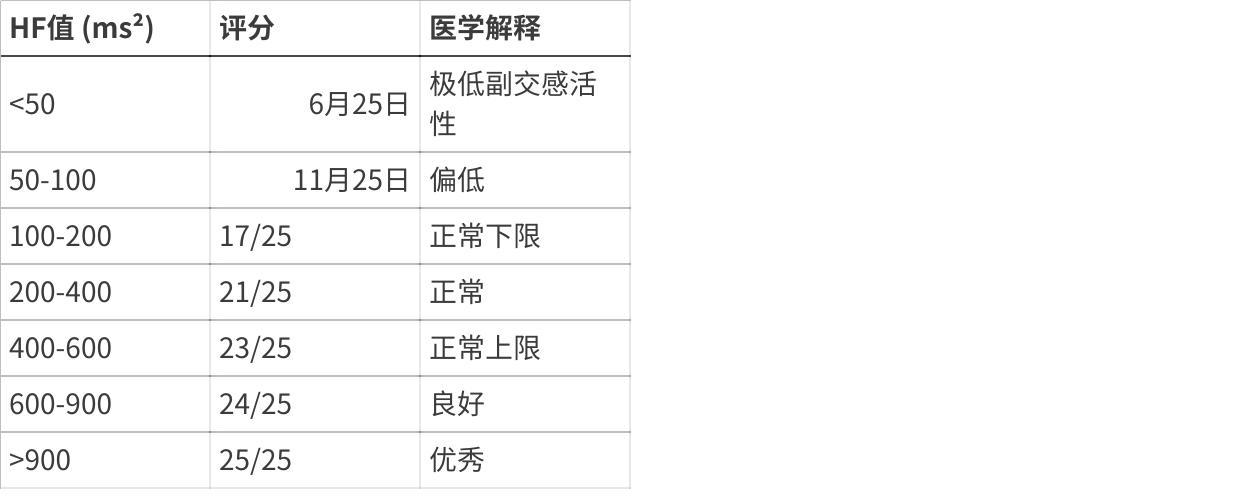 HF值 (ms²) 评分 医学解释
<50 6月25日 极低副交感活
性
50-100 11月25日 偏低
100-200 17/25 正常下限
200-400 21/25 正常
400-600 23/25 正常上限
600-900 24/25 良好
>900 25/25 优秀